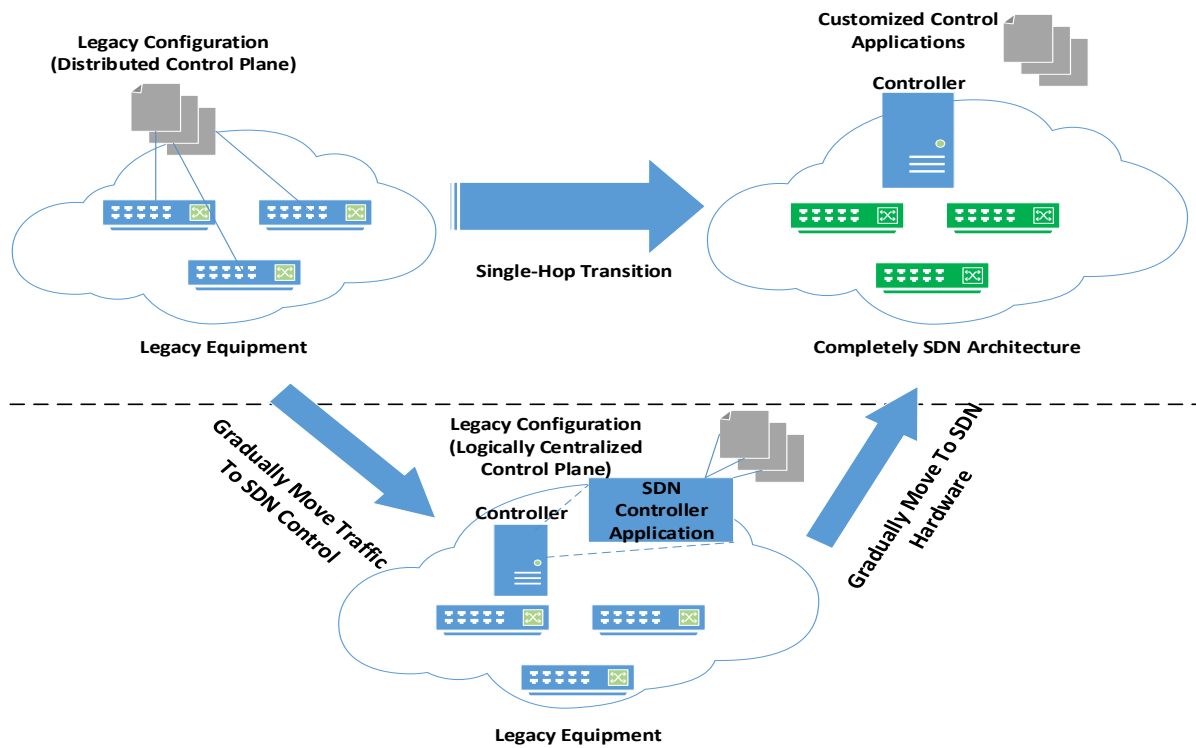 Legacy Configuration
(Distributed Control Plane)
Customized Control
Applications
Controller
Single-Hop Transition
Legacy Equipment
Completely SDN Architecture
Gradually Move Traffic
To SDN Control
Legacy Configuration
(Logically Centralized
Control Plane)
SDN
Controller
Application
Controller
Gradually Move To SDN
Hardware
Legacy Equipment